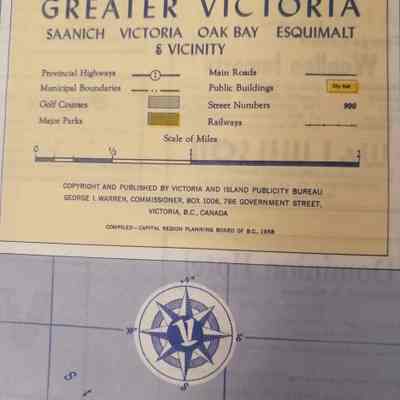 GREATER VICTORIA
SAANICH VICTORIA OAK BAY ESQUIMALT
& VICINITY
Provincial Highways 1
Municipal Boundaries
Golf Courses
Major Parks
Main Roads
Public Buildings City Hall
Street Numbers 900
Railways
Scale of Miles
0 ½ 1 2
COPYRIGHT AND PUBLISHED BY VICTORIA AND ISLAND PUBLICITY BUREAU
GEORGE I. WARREN, COMMISSIONER, BOX 1006, 786 GOVERNMENT STREET,
VICTORIA, B.C., CANADA
COMPILED—CAPITAL REGION PLANNING BOARD OF B.C., 1958
N
W
E
S
S